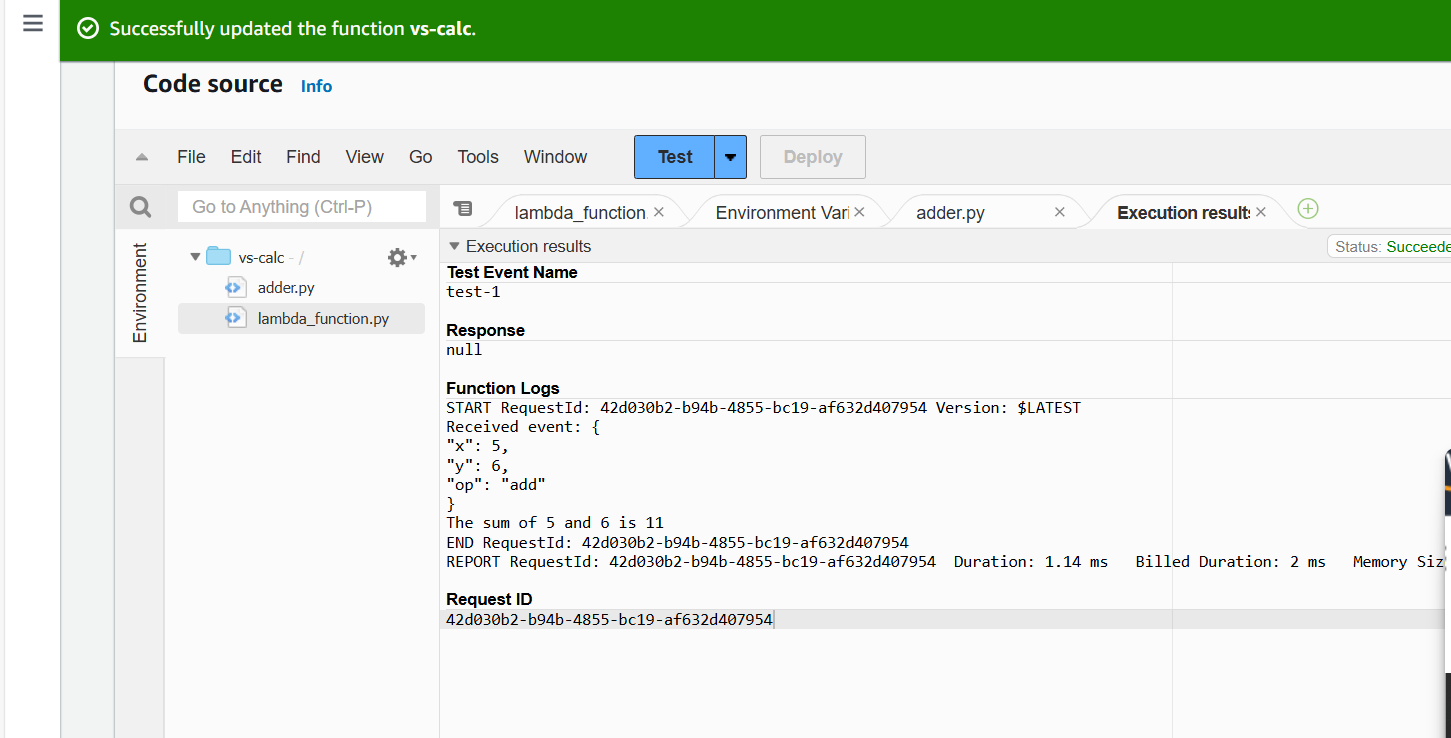 Successfully updated the function vs-calc.
Code source Info
File Edit Find View Go Tools Window Test Deploy
Go to Anything (Ctrl-P)
lambda_function. Environment Vari adder.py Execution results
Environment
vs-calc - /
adder.py
lambda_function.py
Execution results Status: Succeede
Test Event Name
test-1
Response
null
Function Logs
START RequestId: 42d030b2-b94b-4855-bc19-af632d407954 Version: $LATEST
Received event: {
"x": 5,
"y": 6,
"op": "add"
}
The sum of 5 and 6 is 11
END RequestId: 42d030b2-b94b-4855-bc19-af632d407954
REPORT RequestId: 42d030b2-b94b-4855-bc19-af632d407954 Duration: 1.14 ms Billed Duration: 2 ms Memory Siz
Request ID
42d030b2-b94b-4855-bc19-af632d407954